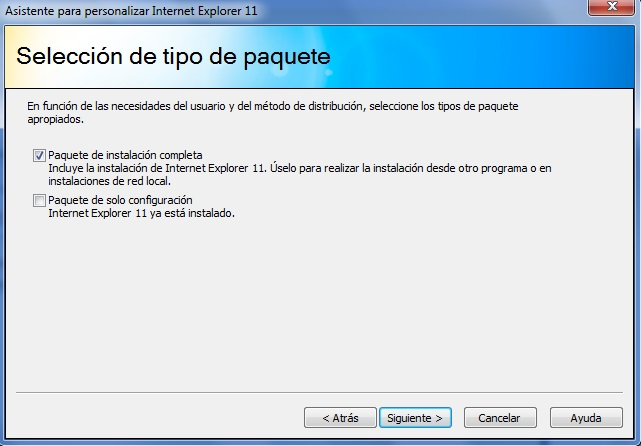 Asistente para personalizar Internet Explorer 11
Selección de tipo de paquete
En función de las necesidades del usuario y del método de distribución, seleccione los tipos de paquete
apropiados.
Paquete de instalación completa
Incluye la instalación de Internet Explorer 11. Úselo para realizar la instalación desde otro programa o en
instalaciones de red local.
Paquete de solo configuración
Internet Explorer 11 ya está instalado.
< Atrás
Siguiente >
Cancelar
Ayuda